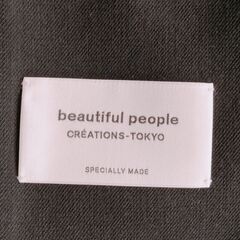 beautiful people
CRÉATIONS-TOKYO
SPECIALLY MADE